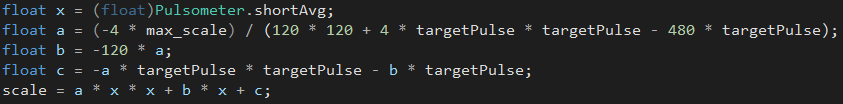 float x = (float)Pulsometer.shortAvg;
float a = (-4 * max_scale) / (120 * 120 + 4 * targetPulse * targetPulse - 480 * targetPulse);
float b = -120 * a;
float c = -a * targetPulse * targetPulse - b * targetPulse;
scale = a * x * x + b * x + c;